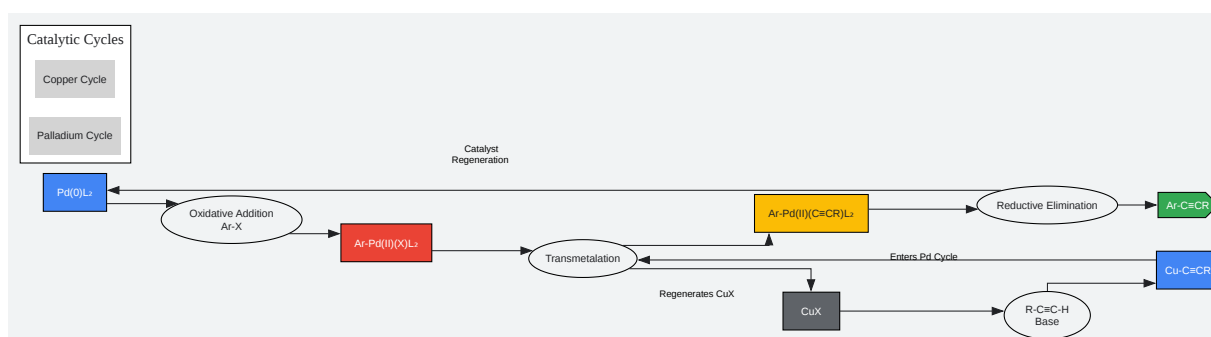 Catalytic Cycles
Copper Cycle
Palladium Cycle
Catalyst
Regeneration
Pd(0)L₂
Oxidative Addition
Ar-X
Ar-Pd(II)(X)L₂
Transmetalation
Ar-Pd(II)(C≡CR)L₂
Reductive Elimination
Ar-C≡CR
Enters Pd Cycle
Cu-C≡CR
Regenerates CuX
CuX
R-C≡C-H
Base